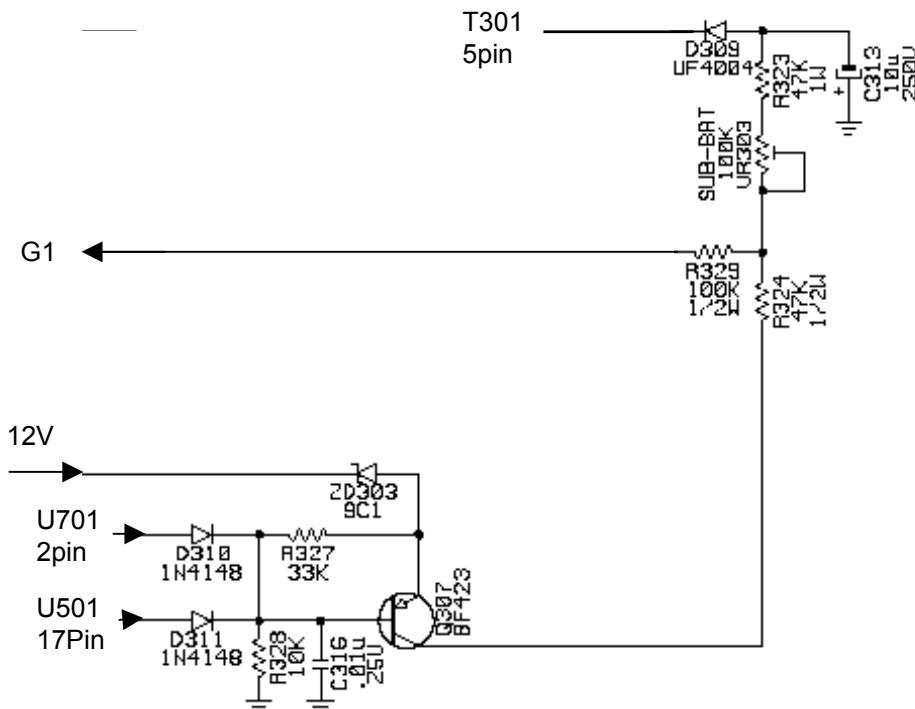 T301
5pin
D309
UF4004
R323
47K
1W
C313
10u
250V
+
SUB-BRT
100K
VR303
G1
R329
100K
1/2W
R324
47K
1/2W
12V
ZD303
9C1
U701
2pin
D310
1N4148
R327
33K
U501
17Pin
D311
1N4148
R328
10K
C316
.01u
25V
Q307
BF423